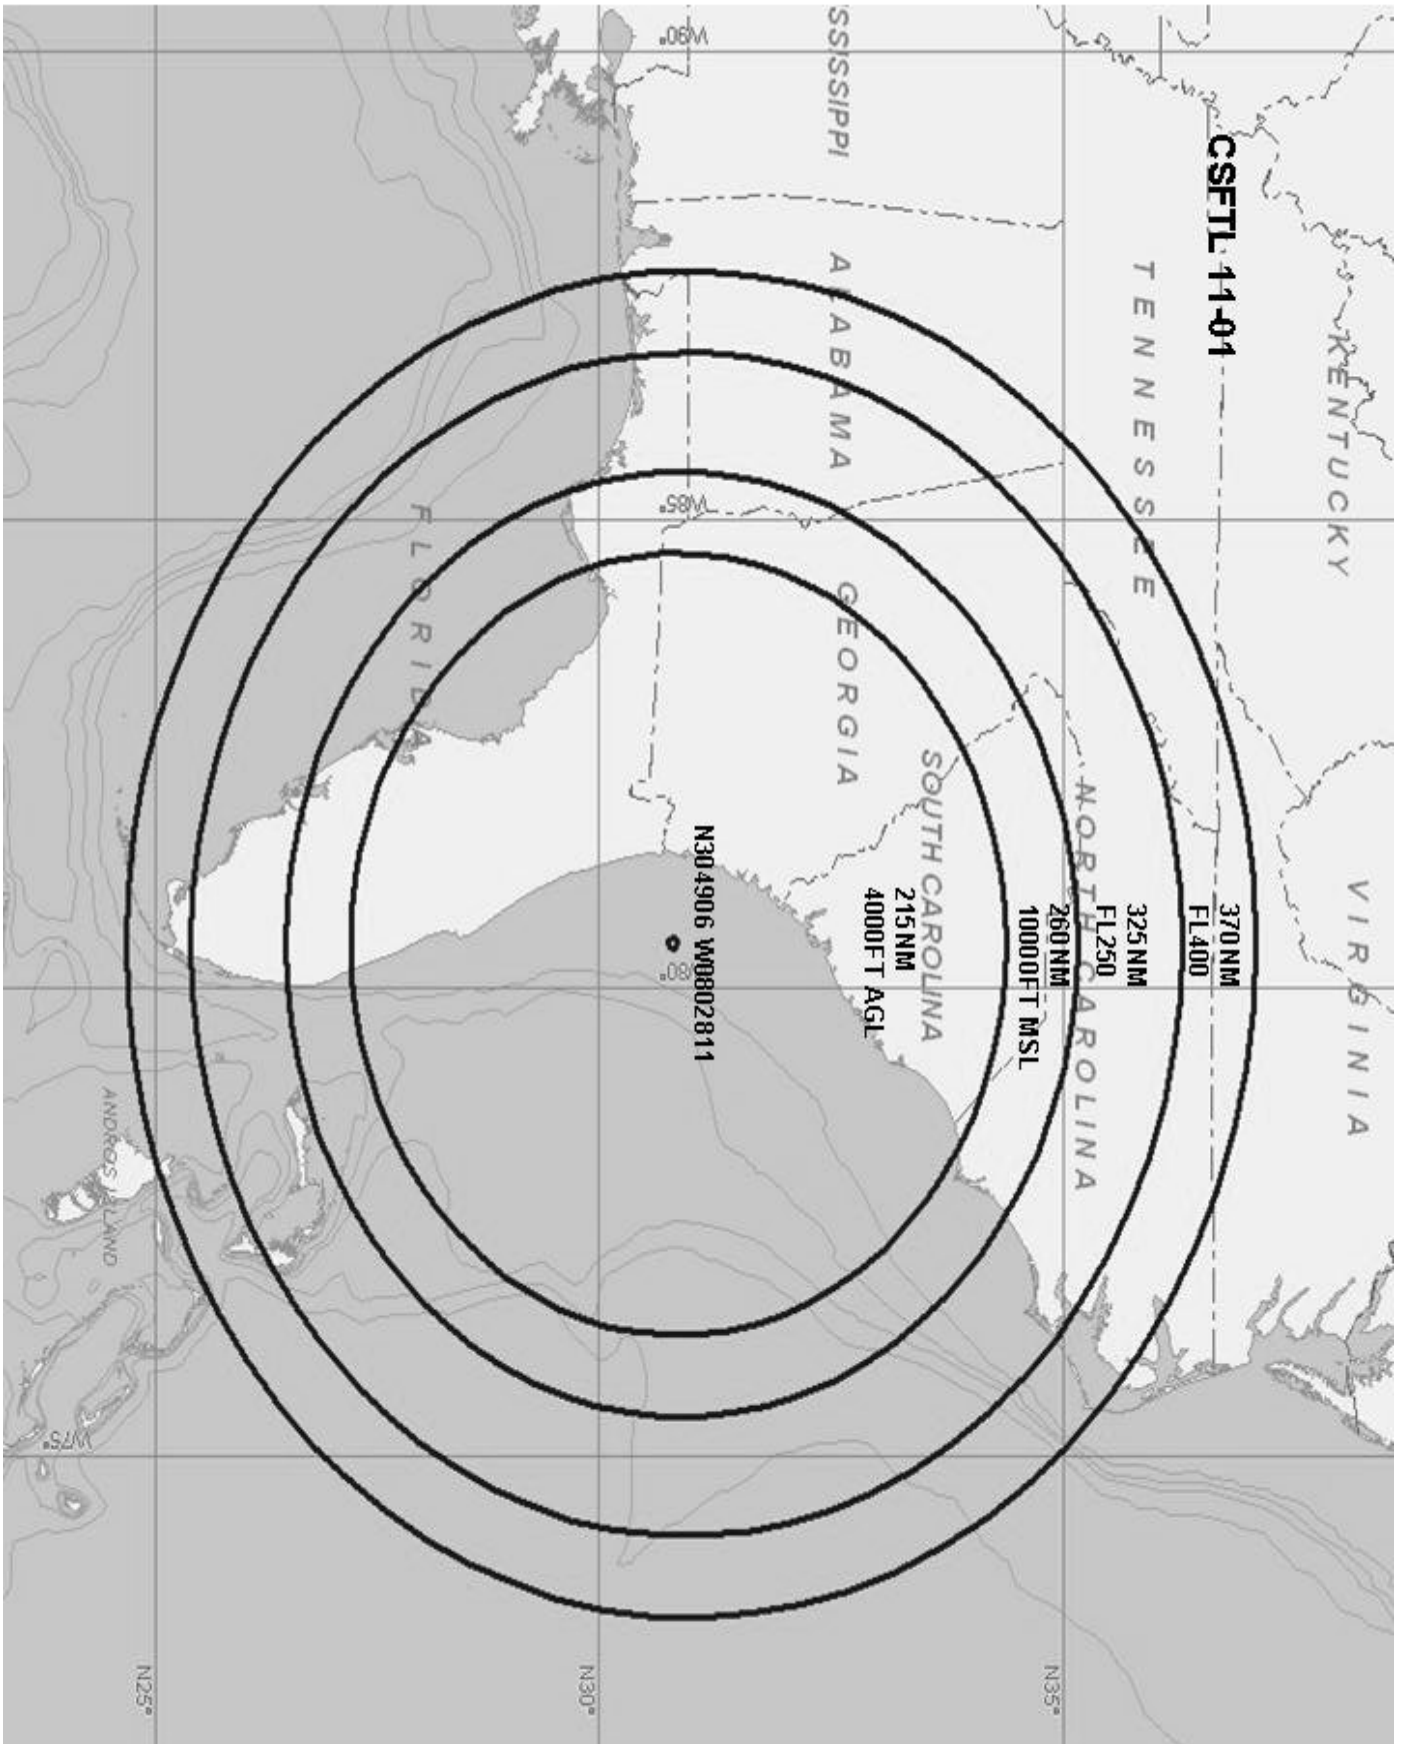 CSFTL 11-01
KENTUCKY
VIRGINIA
TENNESSEE
NORTH CAROLINA
370NM
FL400
325NM
FL250
260NM
10000FT MSL
SSISSIPPI
ALABAMA
GEORGIA
SOUTH CAROLINA
215NM
4000FT AGL
N304906 W0802811
FLORIDA
ANDROS ISLAND
W90°
W85°
W80°
W75°
N35°
N30°
N25°